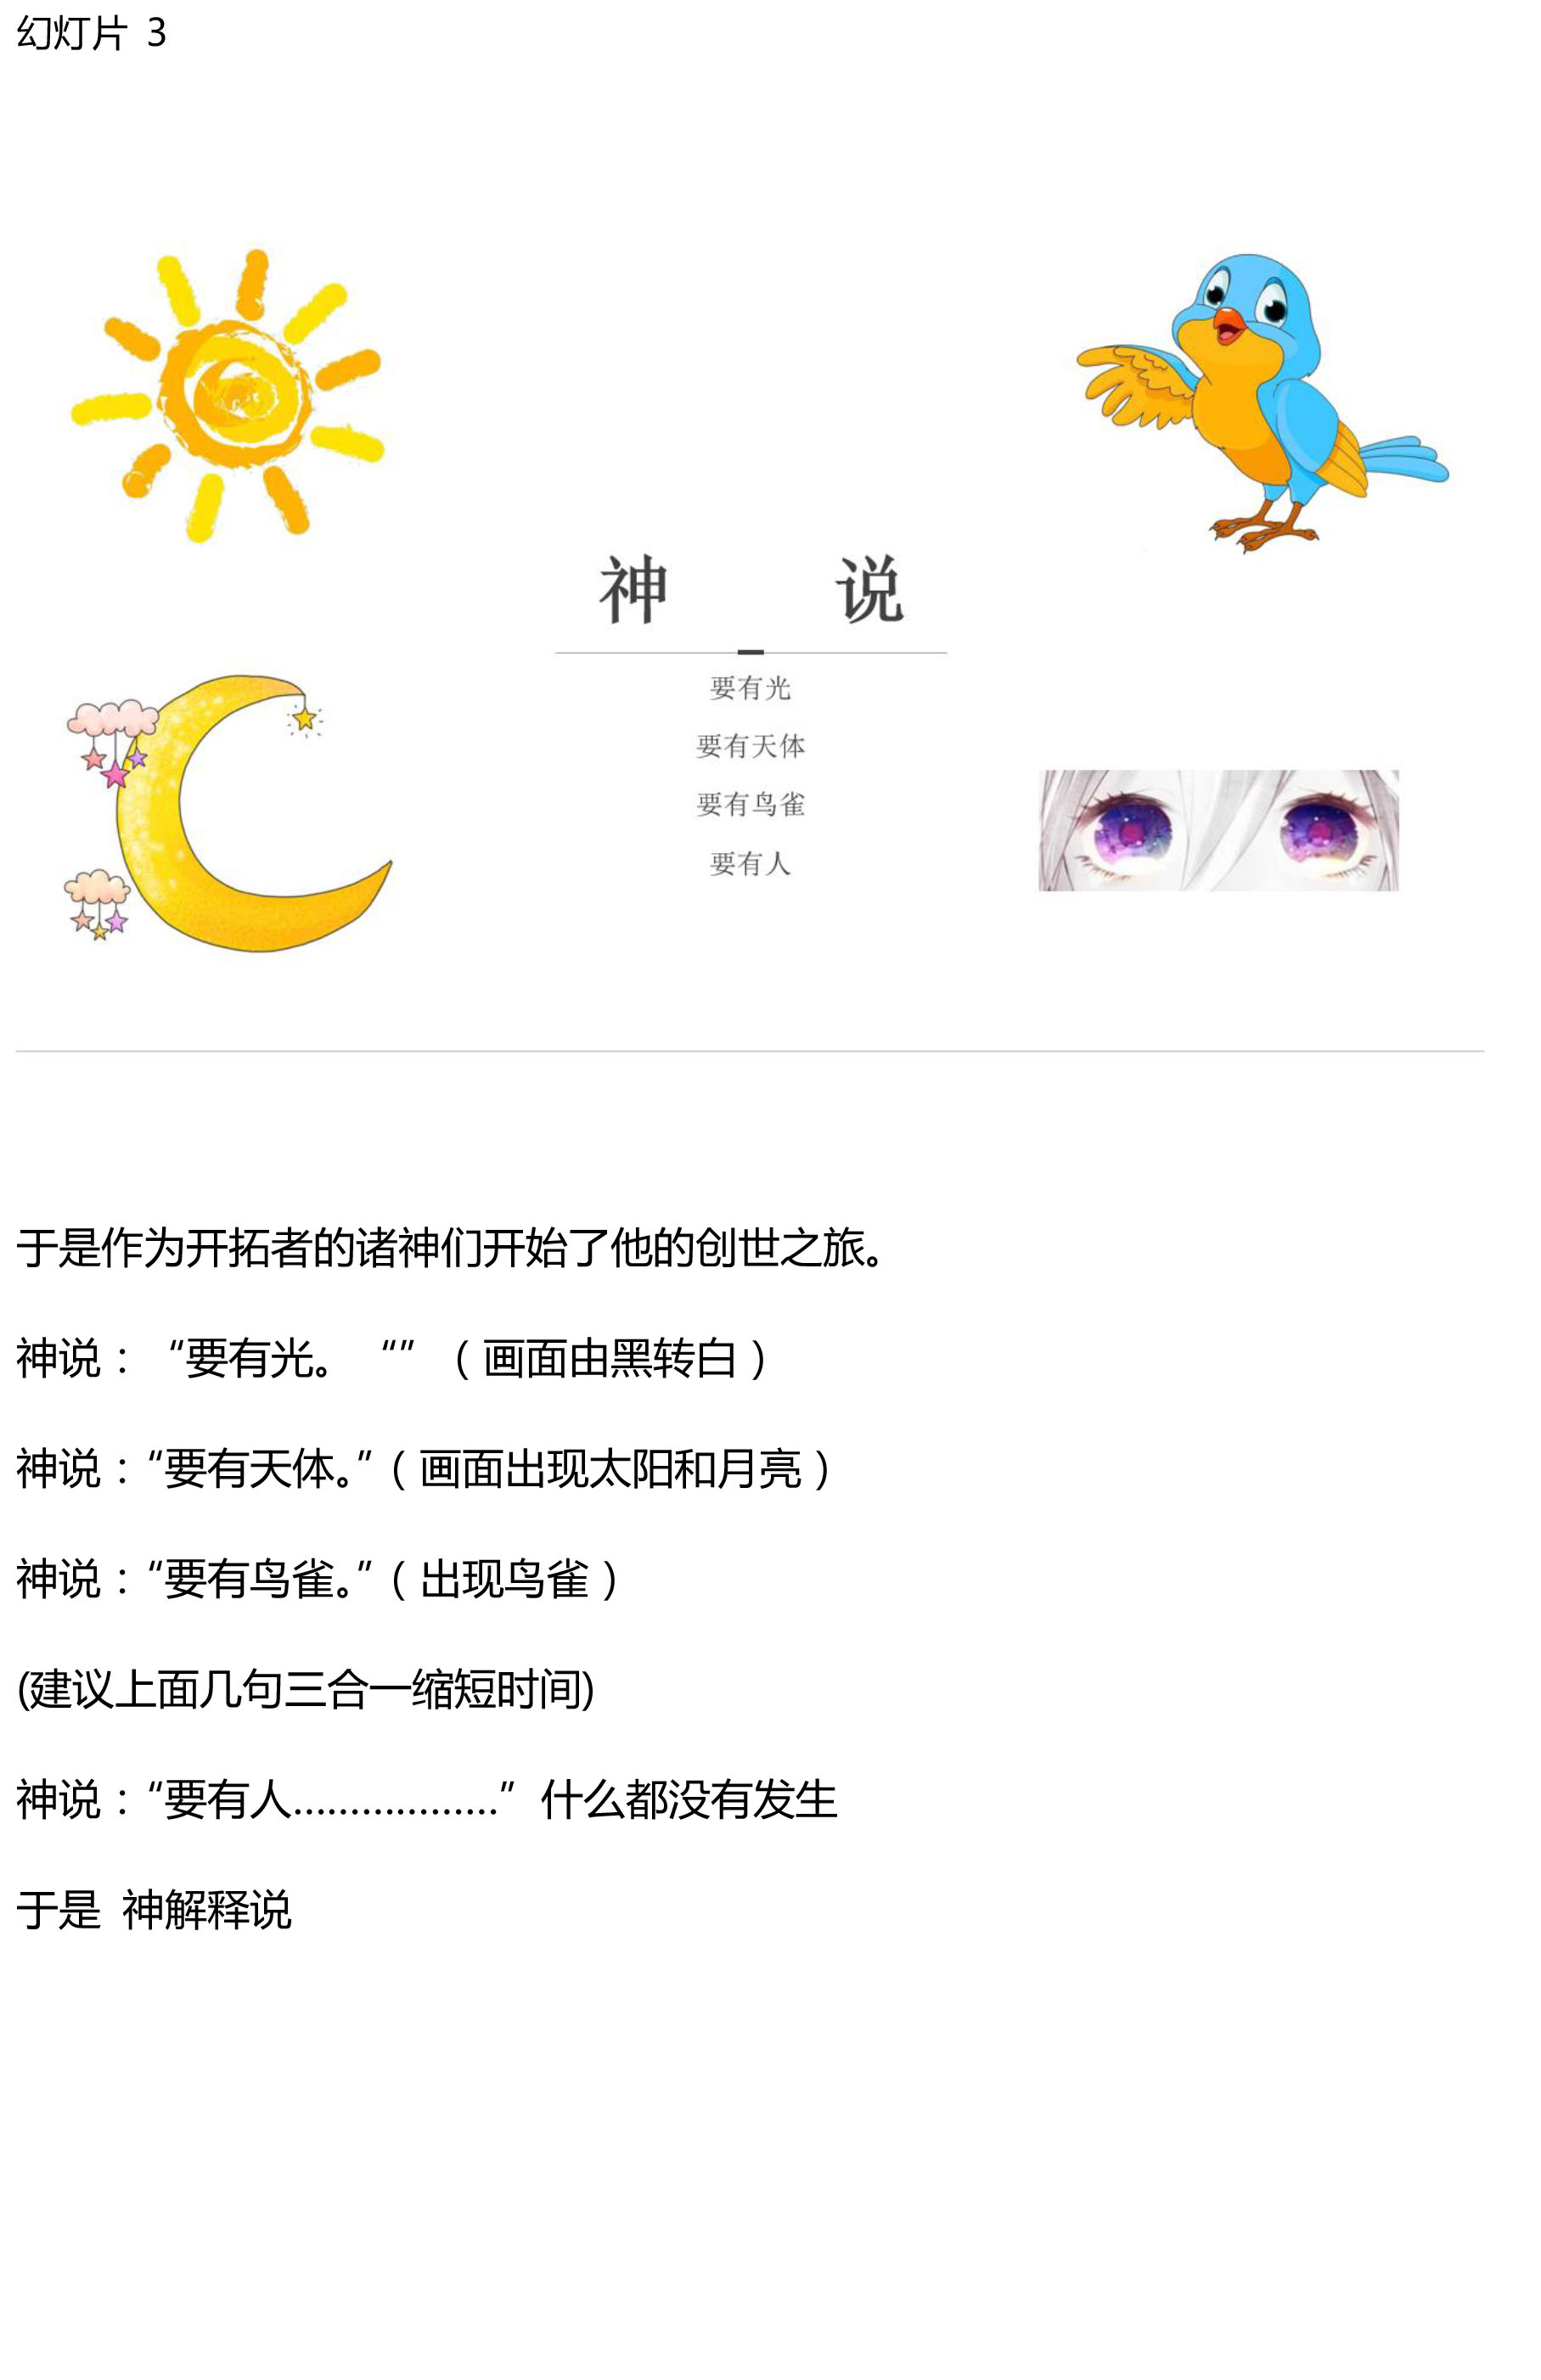 幻灯片 3
神 说
要有光
要有天体
要有鸟雀
要有人
于是作为开拓者的诸神们开始了他的创世之旅。
神说：“要有光。“”（画面由黑转白）
神说：“要有天体。”（画面出现太阳和月亮）
神说：“要有鸟雀。”（出现鸟雀）
(建议上面几句三合一缩短时间)
神说：“要有人………………” 什么都没有发生
于是 神解释说